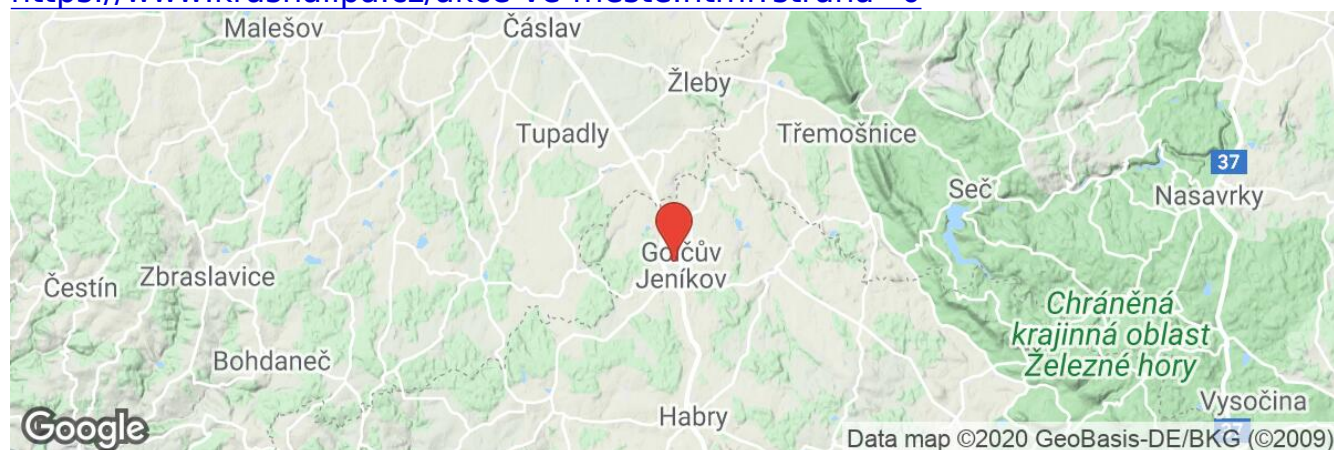 Malešov
Čáslav
Žleby
Tupadly
Třemošnice
37
Seč
Nasavrky
Golčův
Jeníkov
Čestín
Zbraslavice
Chráněná
krajinná oblast
Železné hory
Bohdaneč
Vysočina
Habry
Google
Data map ©2020 GeoBasis-DE/BKG (©2009)